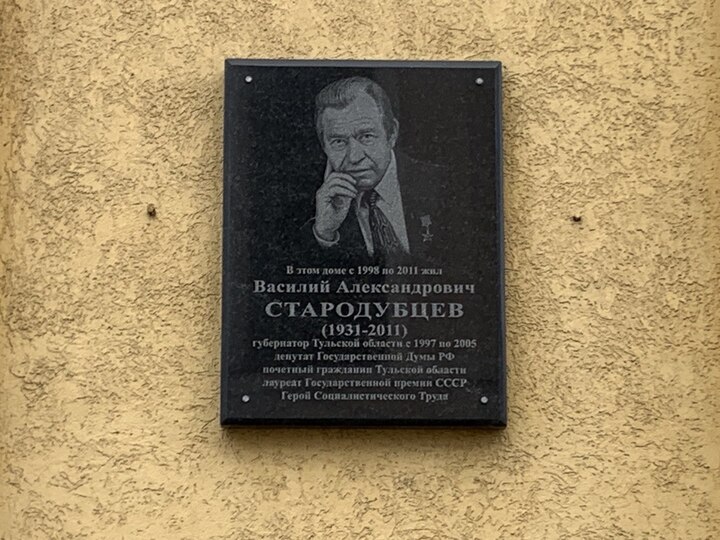 В этом доме с 1998 по 2011 жил
Василий Александрович
СТАРОДУБЦЕВ
(1931-2011)
губернатор Тульской области с 1997 по 2005
депутат Государственной Думы РФ
почетный гражданин Тульской области
лауреат Государственной премии СССР
Герой Социалистического Труда